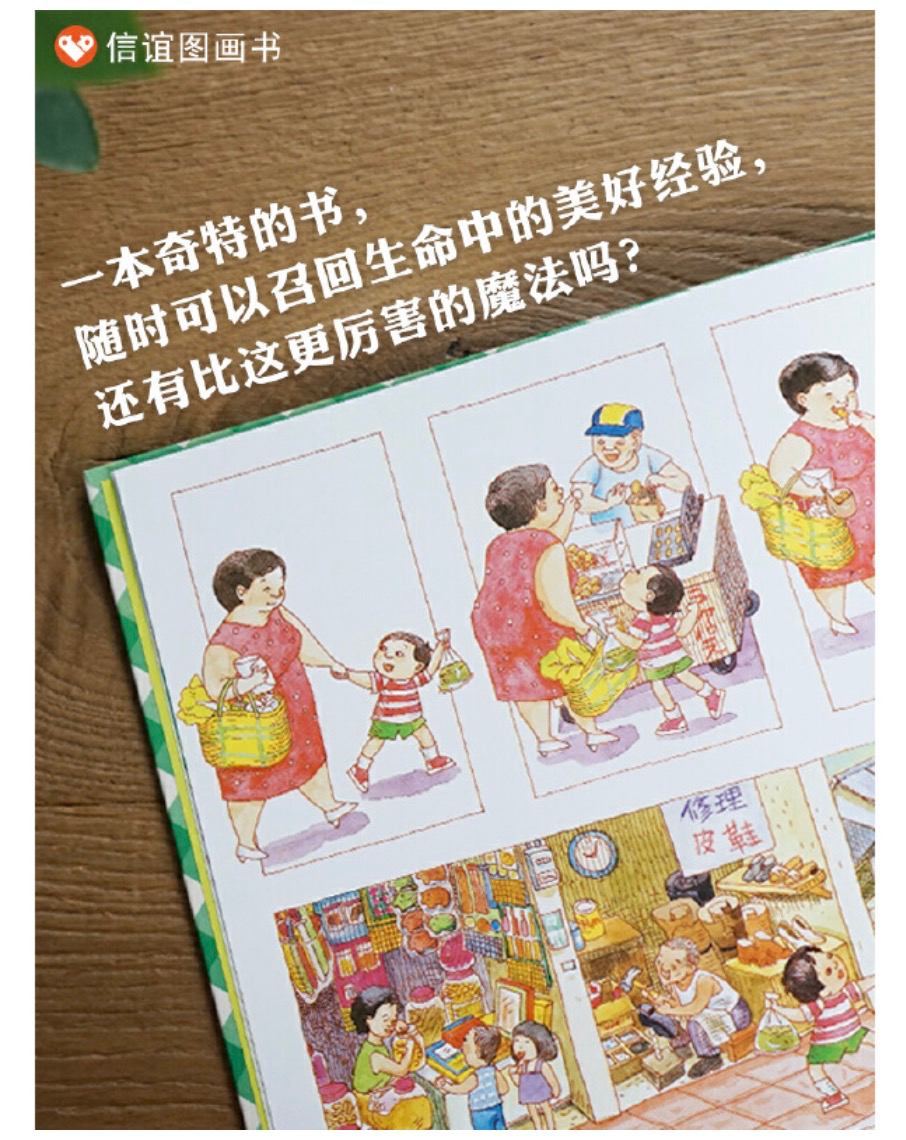 信谊图画书
一本奇特的书，
随时可以召回生命中的美好经验，
还有比这更厉害的魔法吗？
修理
皮鞋